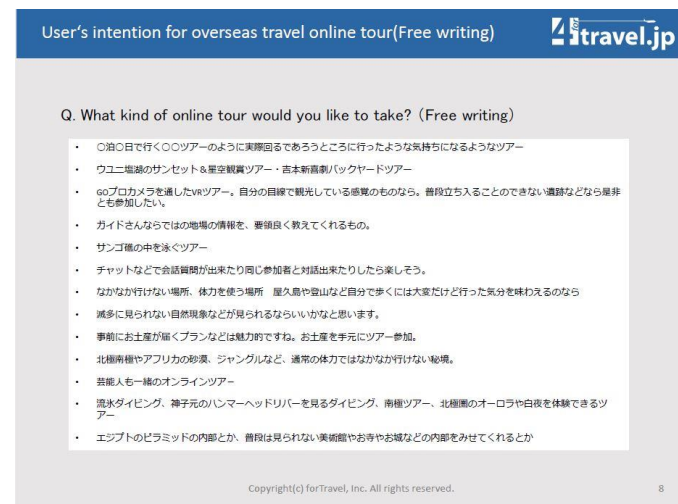 User's intention for overseas travel online tour(Free writing)
4travel.jp
Q. What kind of online tour would you like to take? (Free writing)
・ 〇泊〇日で行く〇〇ツアーのように実際回るであろうところに行ったような気持ちになるようなツアー
・ ウユニ塩湖のサンセット&星空観賞ツアー・吉本新喜劇バックヤードツアー
・ GOプロカメラを通したVRツアー。自分の目線で観光している感覚のものなら。普段立ち入ることのできない遺跡などなら是非
とも参加したい。
・ ガイドさんならではの地場の情報を、要領良く教えてくれるもの。
・ サンゴ礁の中を泳ぐツアー
・ チャットなどで会話質問が出来たり同じ参加者と対話出来たりしたら楽しそう。
・ なかなか行けない場所、体力を使う場所 屋久島や登山など自分で歩くには大変だけど行った気分を味わえるのなら
・ 滅多に見られない自然現象などが見られるならいいかなと思います。
・ 事前にお土産が届くプランなどは魅力的ですね。お土産を手元にツアー参加。
・ 北極南極やアフリカの砂漠、ジャングルなど、通常の体力ではなかなか行けない秘境。
・ 芸能人も一緒のオンラインツアー
・ 流氷ダイビング、神子元のハンマーヘッドリバーを見るダイビング、南極ツアー、北極圏のオーロラや白夜を体験できるツ
アー
・ エジプトのピラミッドの内部とか、普段は見られない美術館やお寺やお城などの内部をみせてくれるとか
Copyright(c) forTravel, Inc. All rights reserved.
8